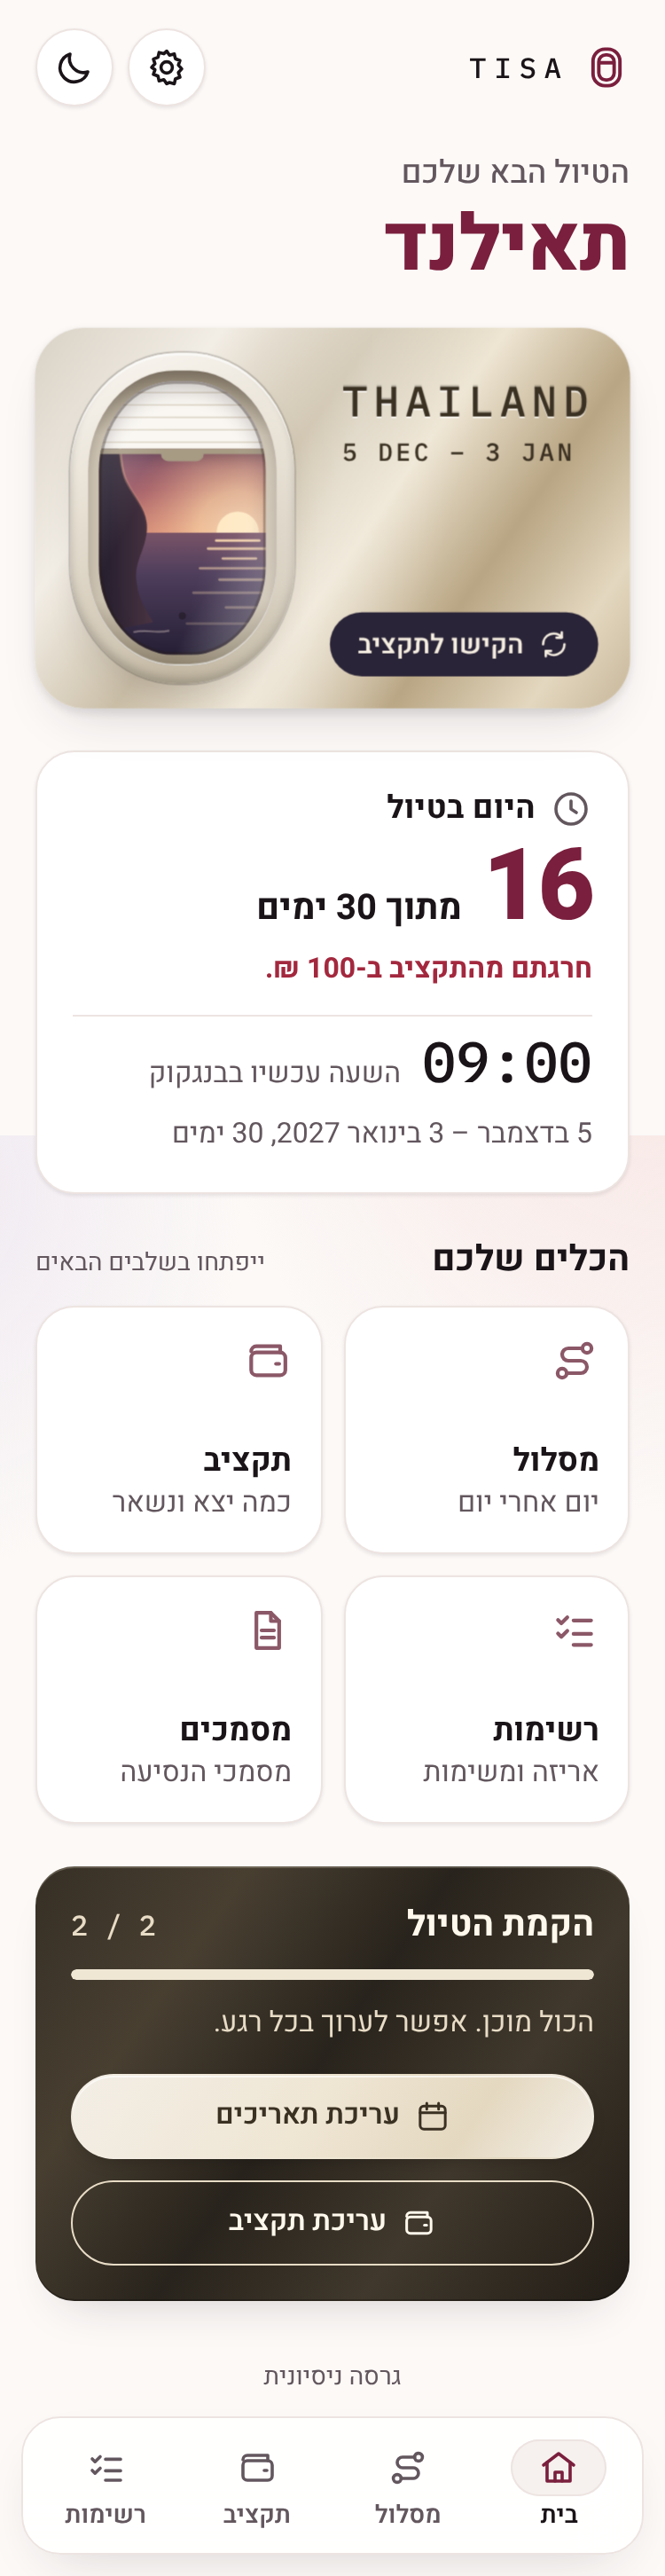 TISA
הטיול הבא שלכם
תאילנד
THAILAND
5 DEC – 3 JAN
הקישו לתקציב
היום בטיול
16 מתוך 30 ימים
חרגתם מהתקציב ב-100 ₪.
09:00 השעה עכשיו בבנגקוק
5 בדצמבר – 3 בינואר 2027, 30 ימים
הכלים שלכם
ייפתחו בשלבים הבאים
מסלול
יום אחרי יום
תקציב
כמה יצא ונשאר
רשימות
אריזה ומשימות
מסמכים
מסמכי הנסיעה
הקמת הטיול
2 / 2
הכול מוכן. אפשר לערוך בכל רגע.
עריכת תאריכים
עריכת תקציב
גרסה ניסיונית
בית
מסלול
תקציב
רשימות